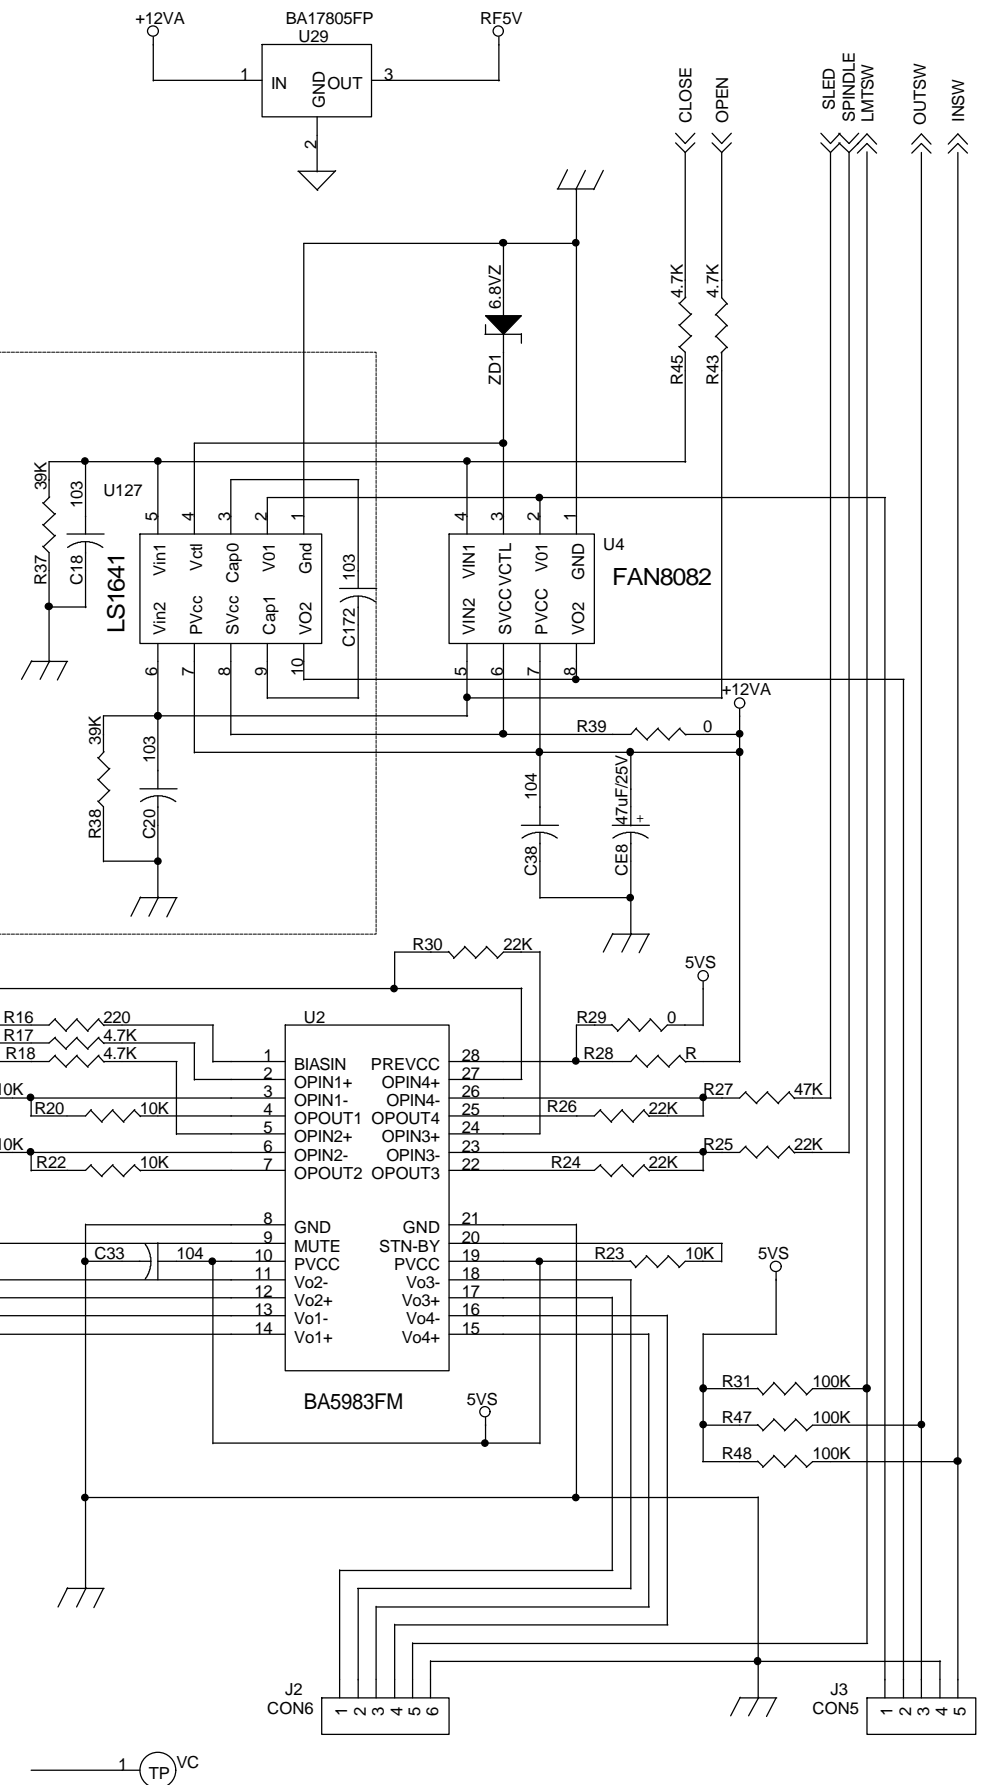 +12VA
BA17805FP
U29
RF5V
1
IN
GND
OUT
3
2
CLOSE
OPEN
SLED
SPINDLE
LMTSW
OUTSW
INSW
6.8VZ
ZD1
4.7K
R45
4.7K
R43
39K
R37
103
C18
U127
LS1641
5
4
3
2
1
Vin1
Vctl
Cap0
V01
Gnd
Vin2
PVcc
SVcc
Cap1
VO2
6
7
8
9
10
103
C172
4
3
2
1
VIN1
VCTL
V01
GND
VIN2
SVCC
PVCC
VO2
5
6
7
8
U4
FAN8082
+12VA
R39
0
39K
R38
103
C20
104
C38
47uF/25V
+
CE8
R30
22K
5VS
R16
220
R17
4.7K
R18
4.7K
R20
10K
R22
10K
U2
1
BIASIN
2
OPIN1+
3
OPIN1-
4
OPOUT1
5
OPIN2+
6
OPIN2-
7
OPOUT2
8
GND
9
MUTE
10
PVCC
11
Vo2-
12
Vo2+
13
Vo1-
14
Vo1+
PREVCC
28
OPIN4+
27
OPIN4-
26
OPOUT4
25
OPIN3+
24
OPIN3-
23
OPOUT3
22
GND
21
STN-BY
20
PVCC
19
Vo3-
18
Vo3+
17
Vo4-
16
Vo4+
15
BA5983FM
R29
0
R28
R
R27
47K
R26
22K
R25
22K
R24
22K
C33
104
R23
10K
5VS
5VS
R31
100K
R47
100K
R48
100K
J2
CON6
1
2
3
4
5
6
J3
CON5
1
2
3
4
5
1
TP
VC